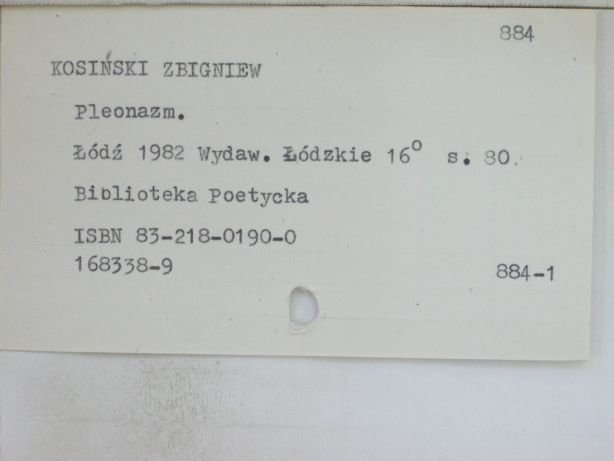 884
KOSIŃSKI ZBIGNIEW
Pleonazm.
Łódź 1982 Wydaw. Łódzkie 16° s. 80.
Biblioteka Poetycka
ISBN 83-218-0190-0
168338-9
884-1